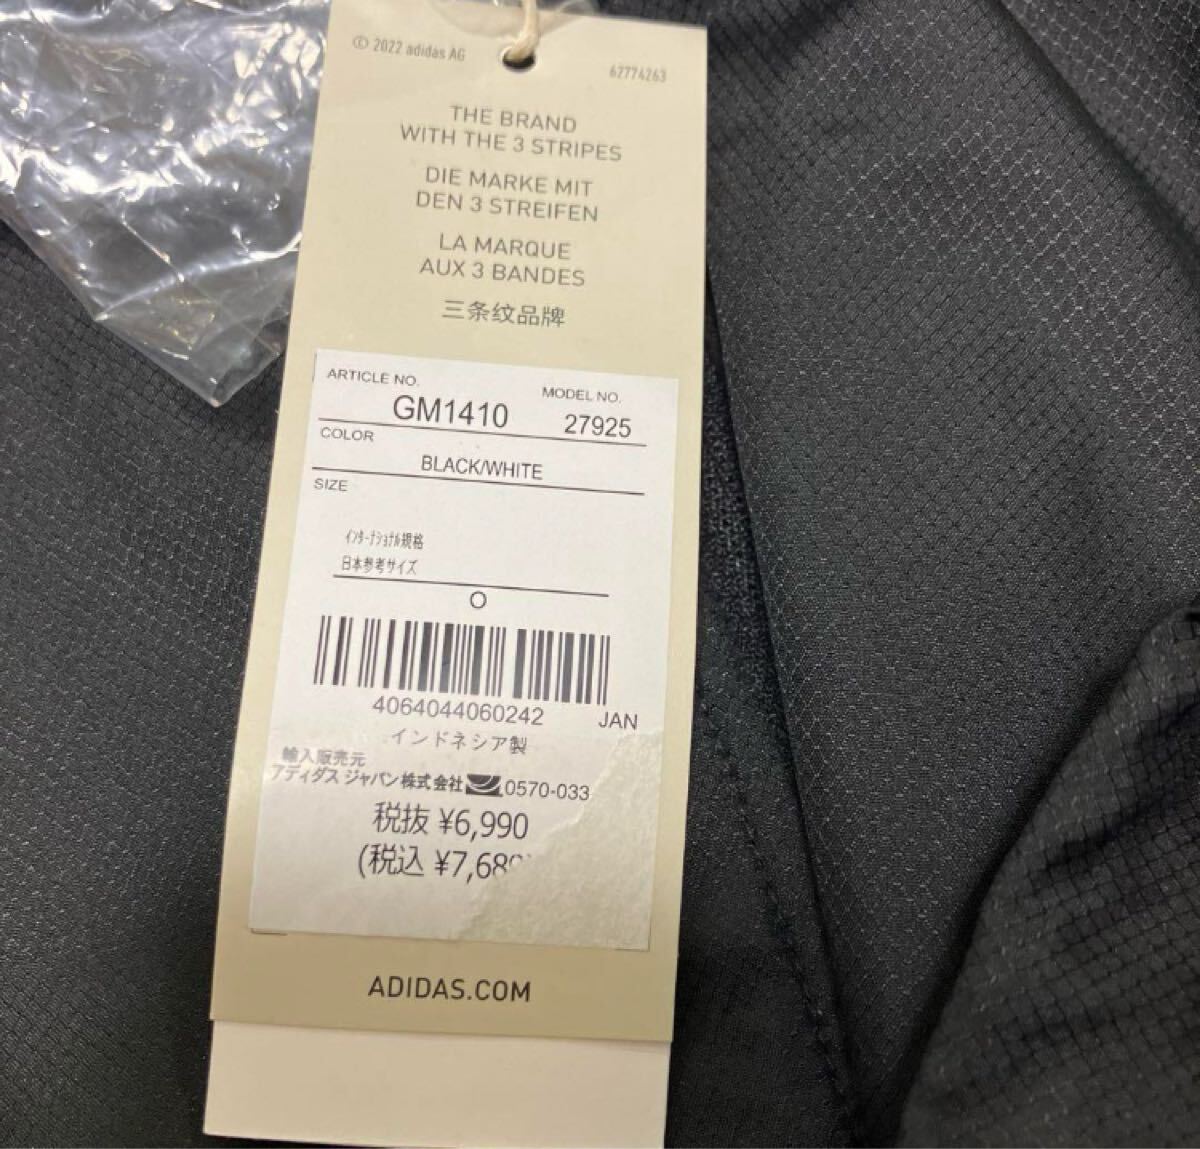 © 2022 adidas AG
62774263
THE BRAND
WITH THE 3 STRIPES
DIE MARKE MIT
DEN 3 STREIFEN
LA MARQUE
AUX 3 BANDES
三条纹品牌
ARTICLE NO.
MODEL NO.
GM1410
27925
COLOR
BLACK/WHITE
SIZE
ｲﾝﾀｰﾅｼｮﾅﾙ規格
日本参考サイズ
O
4064044060242 JAN
インドネシア製
輸入販売元
アディダス ジャパン株式会社 0570-033
税抜 ¥6,990
(税込 ¥7,68
ADIDAS.COM